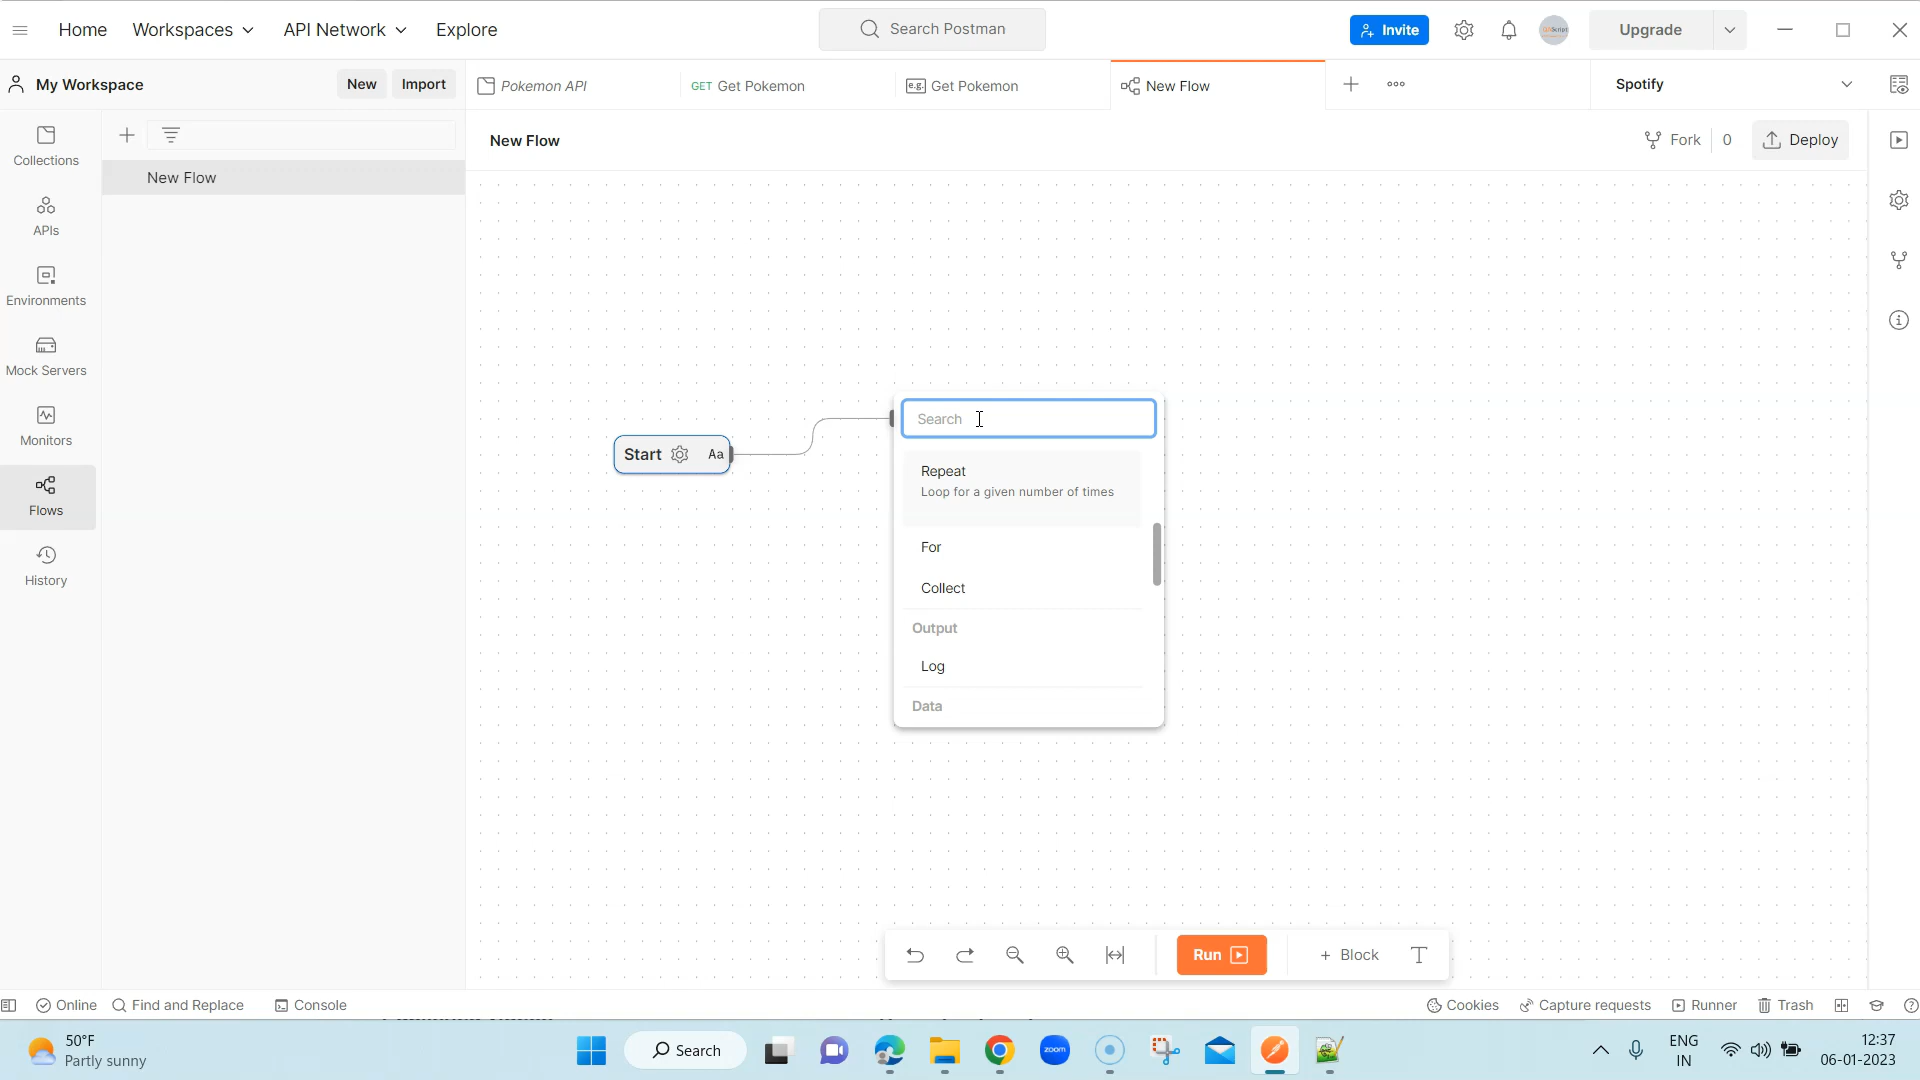 Home Workspaces API Network Explore Search Postman Invite Upgrade
My Workspace New Import Pokemon API GET Get Pokemon e.g. Get Pokemon New Flow Spotify
New Flow Fork 0 Deploy
Collections
New Flow
APIs
Environments
Mock Servers
Monitors
Flows
History
Start Aa
Search
Repeat
Loop for a given number of times
For
Collect
Output
Log
Data
Run + Block T
Online Find and Replace Console Cookies Capture requests Runner Trash
50°F
Partly sunny
Search
zoom
ENG
IN
12:37
06-01-2023